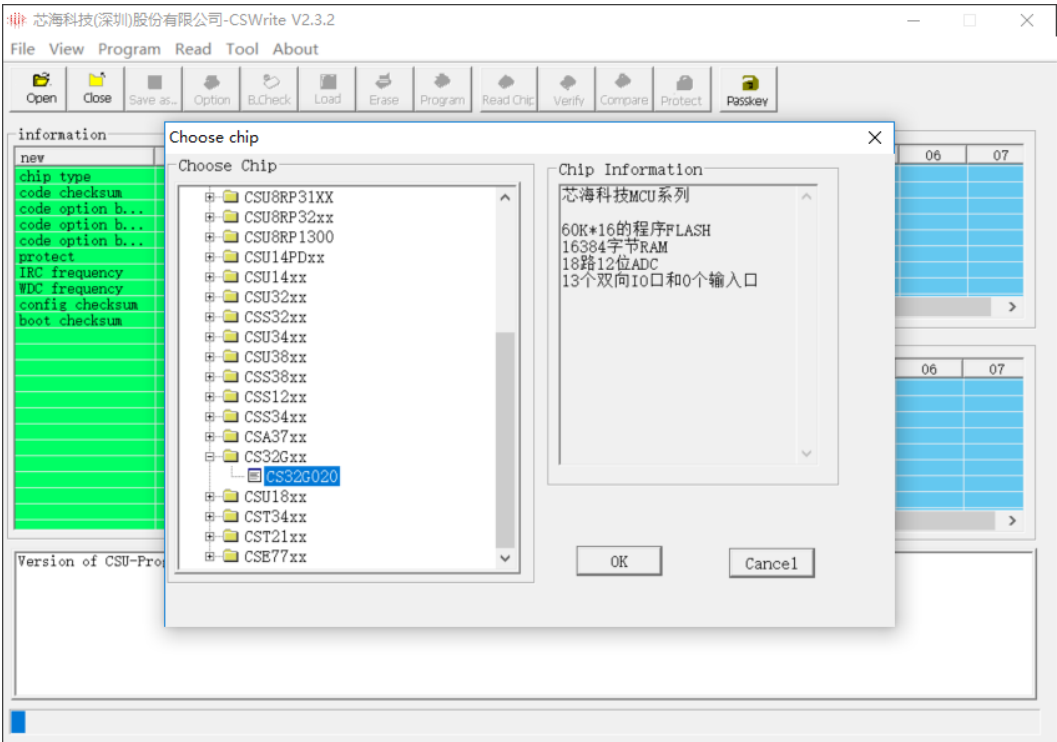 芯海科技(深圳)股份有限公司-CSWrite V2.3.2
File View Program Read Tool About
Open Close Save as... Option B.Check Load Erase Program Read Chip Verify Compare Protect Passkey
information
new
chip type
code checksum
code option b...
code option b...
code option b...
protect
IRC frequency
WDC frequency
config checksum
boot checksum
Choose chip
Choose Chip
CSU8RP31XX
CSU8RP32xx
CSU8RP1300
CSU14PDxx
CSU14xx
CSU32xx
CSS32xx
CSU34xx
CSU38xx
CSS38xx
CSS12xx
CSS34xx
CSA37xx
CS32Gxx
CS32G020
CSU18xx
CST34xx
CST21xx
CSE77xx
Chip Information
芯海科技MCU系列
60K*16的程序FLASH
16384字节RAM
18路12位ADC
13个双向IO口和0个输入口
OK Cancel
06 07
06 07
Version of CSU-Pro